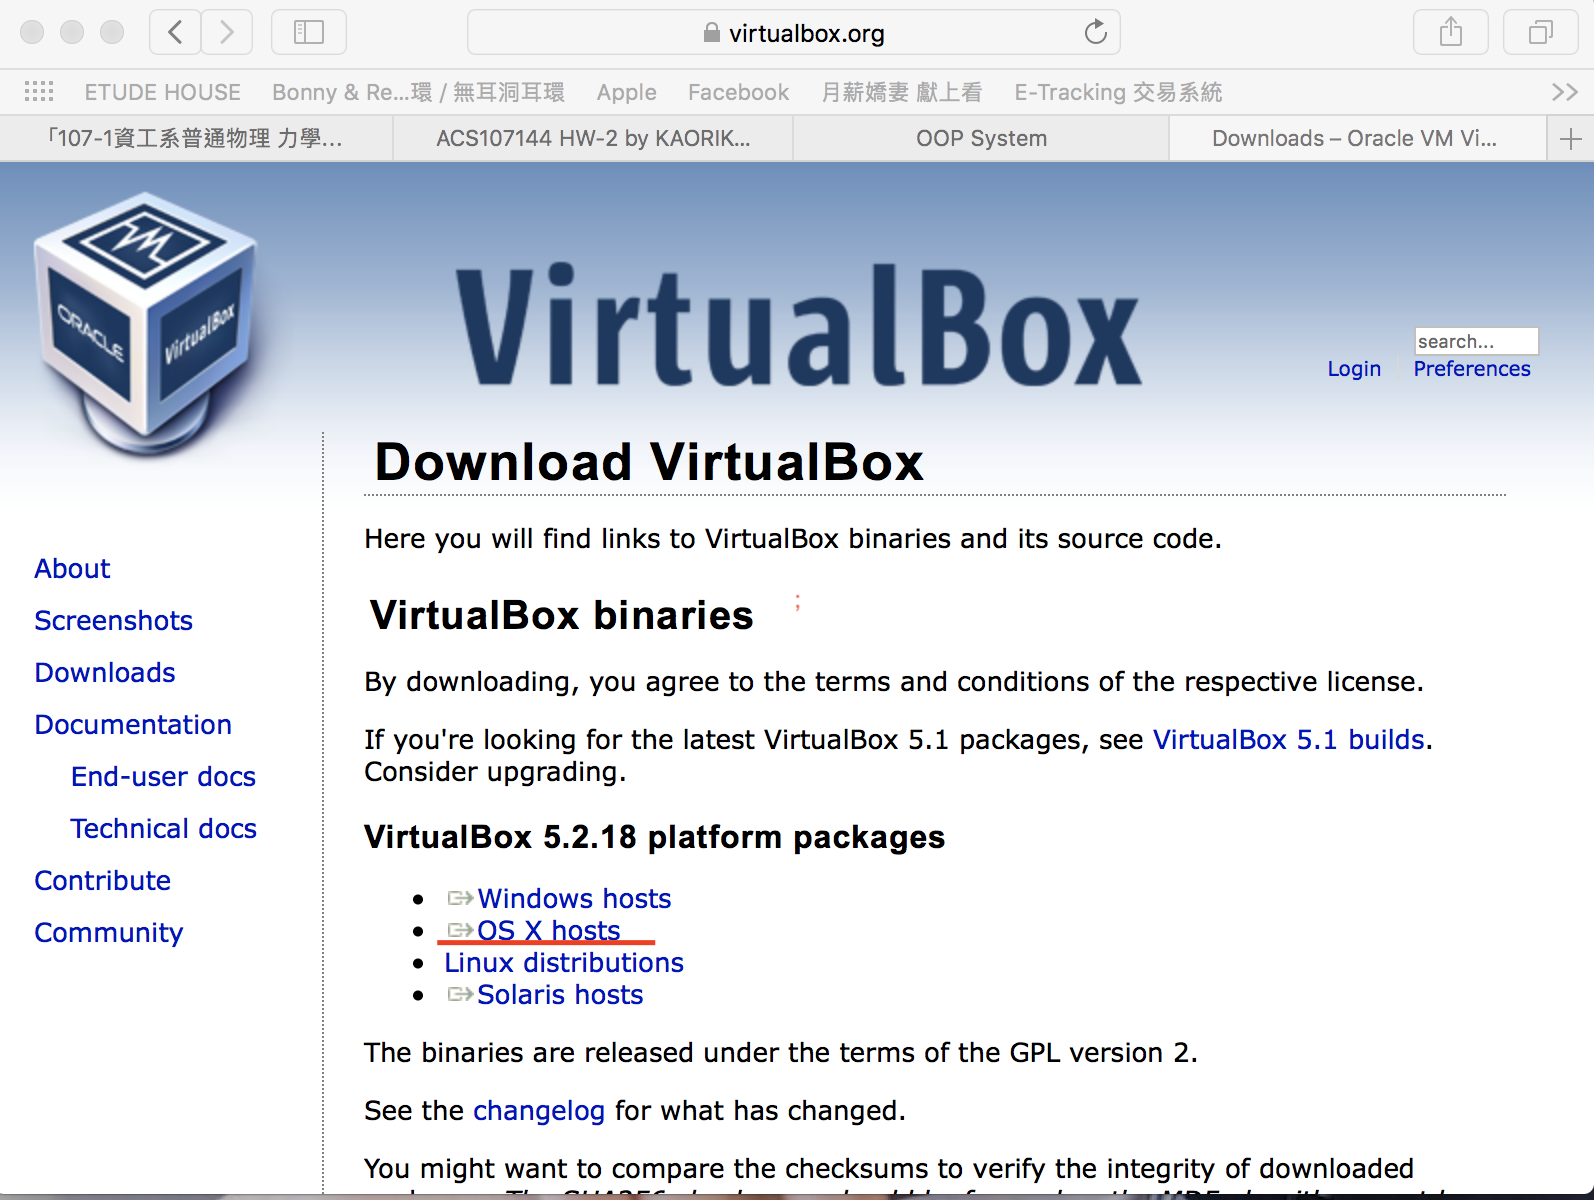 virtualbox.org
ETUDE HOUSE
Bonny & Re...環 / 無耳洞耳環
Apple
Facebook
月薪嬌妻 獻上看
E-Tracking 交易系統
「107-1資工系普通物理 力學...
ACS107144 HW-2 by KAORIK...
OOP System
Downloads – Oracle VM Vi...
ORACLE
VirtualBox
VirtualBox
search...
Login
Preferences
Download VirtualBox
Here you will find links to VirtualBox binaries and its source code.
About
Screenshots
Downloads
Documentation
End-user docs
Technical docs
Contribute
Community
VirtualBox binaries
;
By downloading, you agree to the terms and conditions of the respective license.
If you're looking for the latest VirtualBox 5.1 packages, see VirtualBox 5.1 builds.
Consider upgrading.
VirtualBox 5.2.18 platform packages
Windows hosts
OS X hosts
Linux distributions
Solaris hosts
The binaries are released under the terms of the GPL version 2.
See the changelog for what has changed.
You might want to compare the checksums to verify the integrity of downloaded